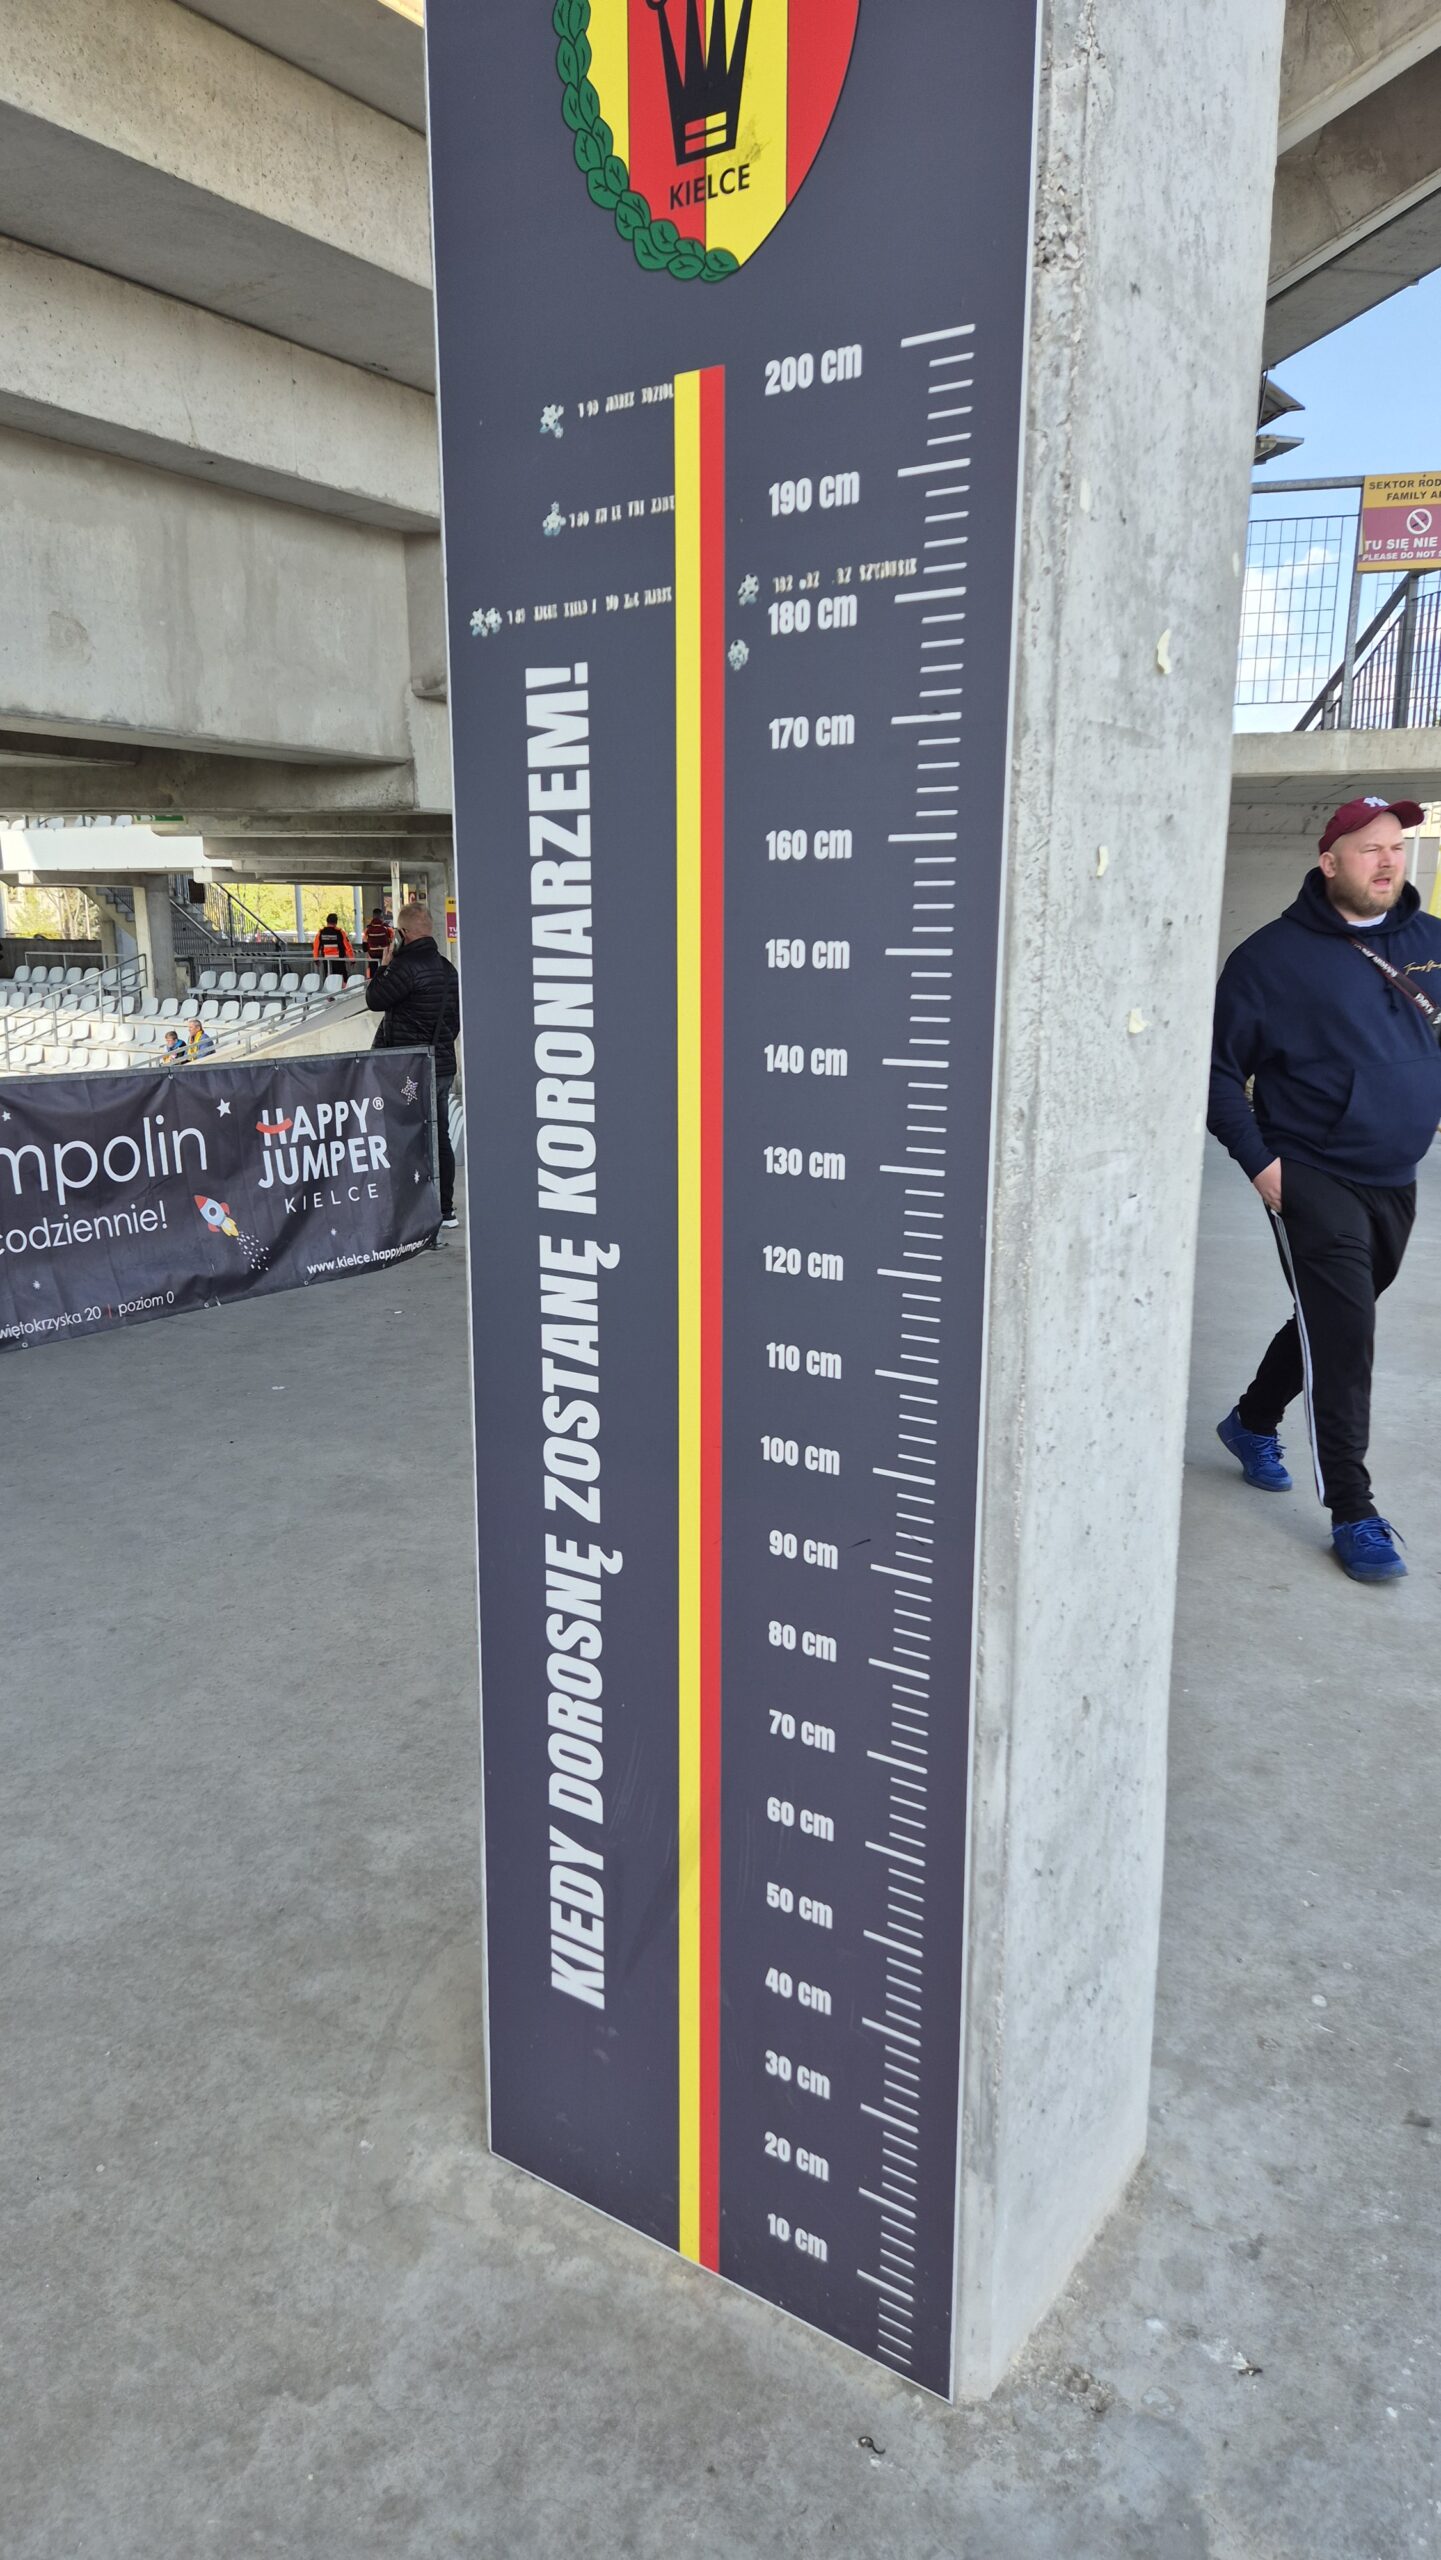 KIELCE
200 cm
190 cm
180 cm
170 cm
160 cm
150 cm
140 cm
130 cm
120 cm
110 cm
100 cm
90 cm
80 cm
70 cm
60 cm
50 cm
40 cm
30 cm
20 cm
10 cm
KIEDY DOROSNĘ ZOSTANĘ KORONIARZEM!
SEKTOR ROD
FAMILY
TU SIĘ NIE
PLEASE DO NOT
mpolin
codziennie!
HAPPY®
JUMPER
KIELCE
www.kielce.happyjumper.
więtokrzyska 20 | poziom 0